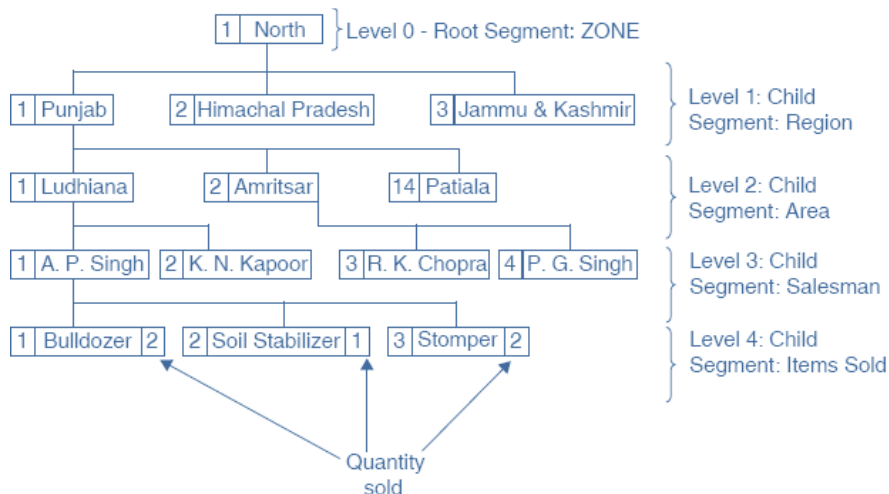 1 North Level 0 - Root Segment: ZONE
1 Punjab 2 Himachal Pradesh 3 Jammu & Kashmir
Level 1: Child
Segment: Region
1 Ludhiana 2 Amritsar 14 Patiala
Level 2: Child
Segment: Area
1 A. P. Singh 2 K. N. Kapoor 3 R. K. Chopra 4 P. G. Singh
Level 3: Child
Segment: Salesman
1 Bulldozer 2 2 Soil Stabilizer 1 3 Stomper 2
Level 4: Child
Segment: Items Sold
Quantity
sold